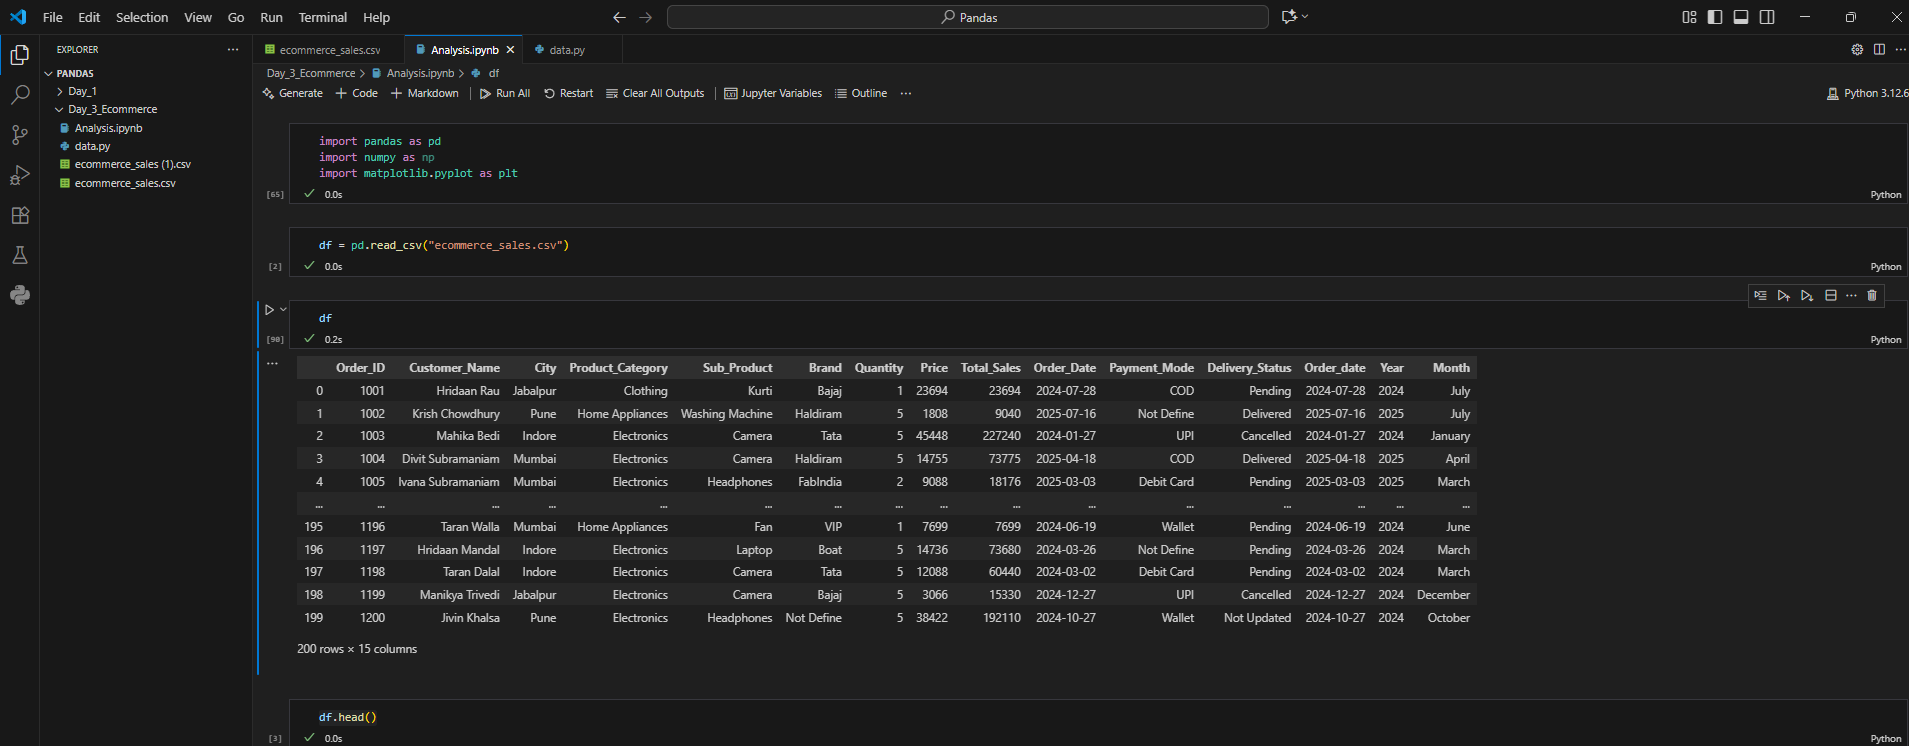 File Edit Selection View Go Run Terminal Help
Pandas
EXPLORER
PANDAS
Day_1
Day_3_Ecommerce
Analysis.ipynb
data.py
ecommerce_sales (1).csv
ecommerce_sales.csv
ecommerce_sales.csv Analysis.ipynb data.py
Day_3_Ecommerce > Analysis.ipynb > df
Generate + Code + Markdown Run All Restart Clear All Outputs Jupyter Variables Outline ... Python 3.12.6
import pandas as pd
import numpy as np
import matplotlib.pyplot as plt
[65] 0.0s Python
df = pd.read_csv("ecommerce_sales.csv")
[2] 0.0s Python
df
[90] 0.2s Python
Order_ID Customer_Name City Product_Category Sub_Product Brand Quantity Price Total_Sales Order_Date Payment_Mode Delivery_Status Order_date Year Month
0 1001 Hridaan Rau Jabalpur Clothing Kurti Bajaj 1 23694 23694 2024-07-28 COD Pending 2024-07-28 2024 July
1 1002 Krish Chowdhury Pune Home Appliances Washing Machine Haldiram 5 1808 9040 2025-07-16 Not Define Delivered 2025-07-16 2025 July
2 1003 Mahika Bedi Indore Electronics Camera Tata 5 45448 227240 2024-01-27 UPI Cancelled 2024-01-27 2024 January
3 1004 Divit Subramaniam Mumbai Electronics Camera Haldiram 5 14755 73775 2025-04-18 COD Delivered 2025-04-18 2025 April
4 1005 Ivana Subramaniam Mumbai Electronics Headphones FabIndia 2 9088 18176 2025-03-03 Debit Card Pending 2025-03-03 2025 March
... ... ... ... ... ... ... ... ... ... ... ... ... ... ... ...
195 1196 Taran Walla Mumbai Home Appliances Fan VIP 1 7699 7699 2024-06-19 Wallet Pending 2024-06-19 2024 June
196 1197 Hridaan Mandal Indore Electronics Laptop Boat 5 14736 73680 2024-03-26 Not Define Pending 2024-03-26 2024 March
197 1198 Taran Dalal Indore Electronics Camera Tata 5 12088 60440 2024-03-02 Debit Card Pending 2024-03-02 2024 March
198 1199 Manikya Trivedi Jabalpur Electronics Camera Bajaj 5 3066 15330 2024-12-27 UPI Cancelled 2024-12-27 2024 December
199 1200 Jivin Khalsa Pune Electronics Headphones Not Define 5 38422 192110 2024-10-27 Wallet Not Updated 2024-10-27 2024 October
200 rows × 15 columns
df.head()
[3] 0.0s Python